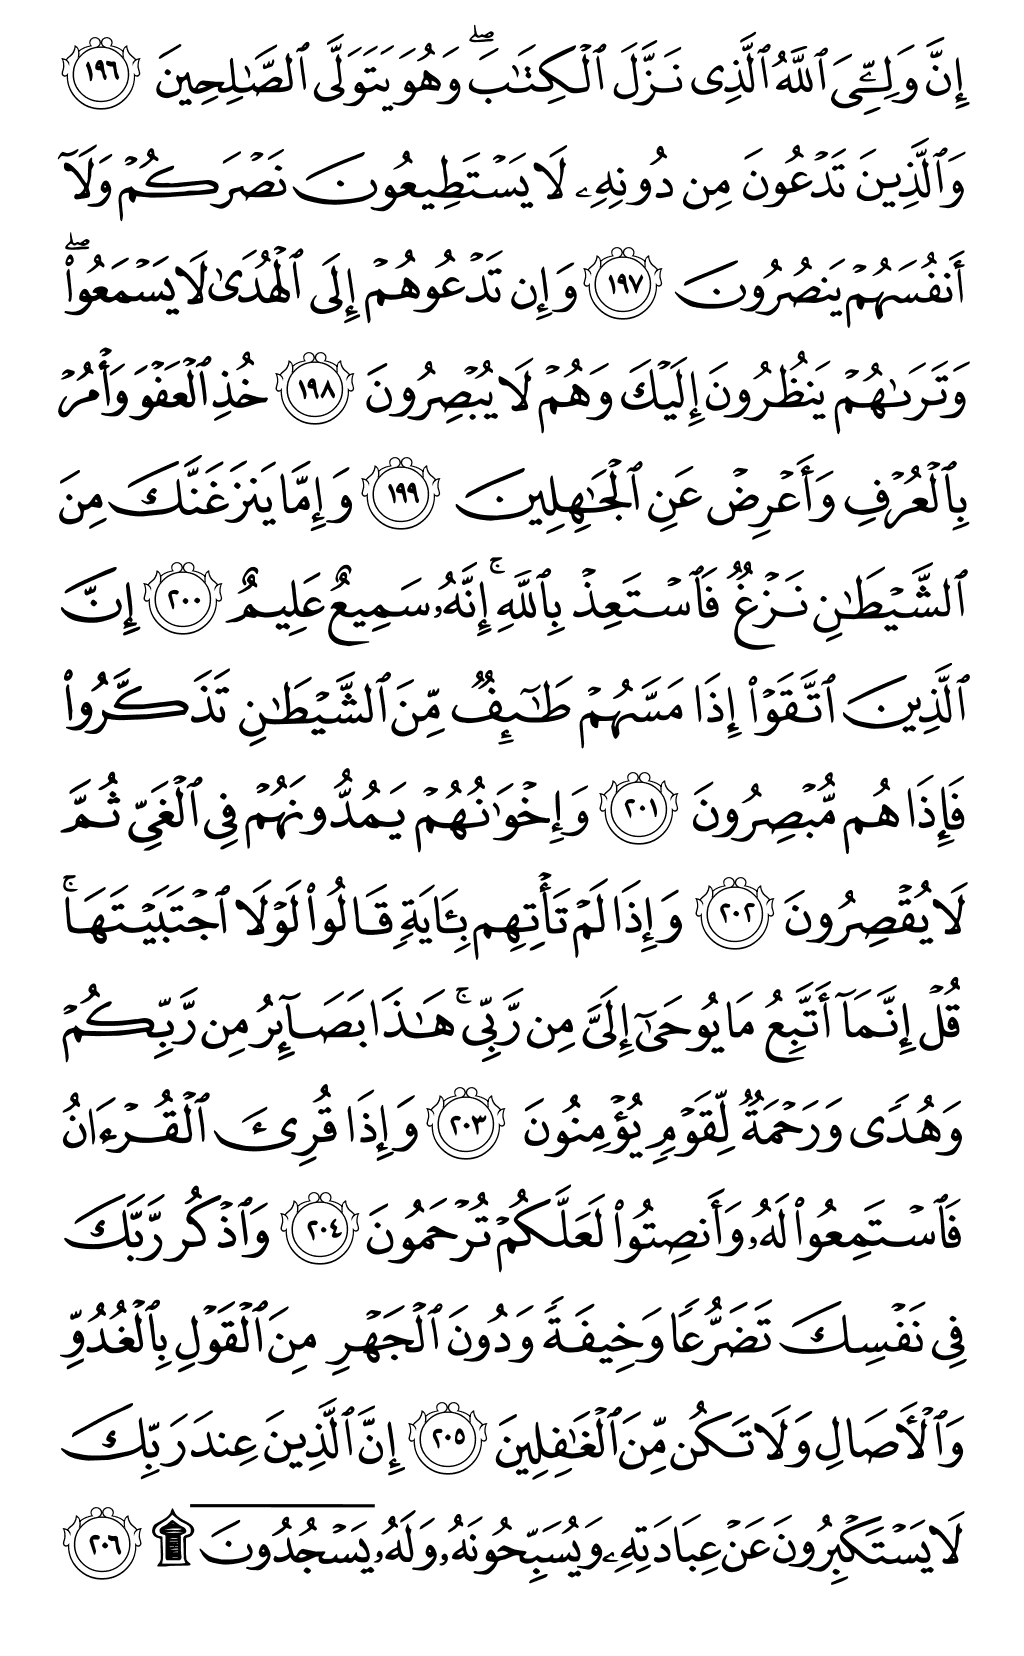 إِنَّ وَلِـِّۧيَ ٱللَّهُ ٱلَّذِى نَزَّلَ ٱلْكِتَٰبَ ۖ وَهُوَ يَتَوَلَّى ٱلصَّٰلِحِينَ ١٩٦
وَٱلَّذِينَ تَدْعُونَ مِن دُونِهِۦ لَا يَسْتَطِيعُونَ نَصْرَكُمْ وَلَآ
أَنفُسَهُمْ يَنصُرُونَ ١٩٧ وَإِن تَدْعُوهُمْ إِلَى ٱلْهُدَىٰ لَا يَسْمَعُوا۟ ۖ
وَتَرَىٰهُمْ يَنظُرُونَ إِلَيْكَ وَهُمْ لَا يُبْصِرُونَ ١٩٨ خُذِ ٱلْعَفْوَ وَأْمُرْ
بِٱلْعُرْفِ وَأَعْرِضْ عَنِ ٱلْجَٰهِلِينَ ١٩٩ وَإِمَّا يَنزَغَنَّكَ مِنَ
ٱلشَّيْطَٰنِ نَزْغٌ فَٱسْتَعِذْ بِٱللَّهِ ۚ إِنَّهُۥ سَمِيعٌ عَلِيمٌ ٢٠٠ إِنَّ
ٱلَّذِينَ ٱتَّقَوْا۟ إِذَا مَسَّهُمْ طَٰٓئِفٌ مِّنَ ٱلشَّيْطَٰنِ تَذَكَّرُوا۟
فَإِذَا هُم مُّبْصِرُونَ ٢٠١ وَإِخْوَٰنُهُمْ يَمُدُّونَهُمْ فِى ٱلْغَىِّ ثُمَّ
لَا يُقْصِرُونَ ٢٠٢ وَإِذَا لَمْ تَأْتِهِم بِـَٔايَةٍ قَالُوا۟ لَوْلَا ٱجْتَبَيْتَهَا ۚ
قُلْ إِنَّمَآ أَتَّبِعُ مَا يُوحَىٰٓ إِلَىَّ مِن رَّبِّى ۚ هَٰذَا بَصَآئِرُ مِن رَّبِّكُمْ
وَهُدًى وَرَحْمَةٌ لِّقَوْمٍ يُؤْمِنُونَ ٢٠٣ وَإِذَا قُرِئَ ٱلْقُرْءَانُ
فَٱسْتَمِعُوا۟ لَهُۥ وَأَنصِتُوا۟ لَعَلَّكُمْ تُرْحَمُونَ ٢٠٤ وَٱذْكُر رَّبَّكَ
فِى نَفْسِكَ تَضَرُّعًا وَخِيفَةً وَدُونَ ٱلْجَهْرِ مِنَ ٱلْقَوْلِ بِٱلْغُدُوِّ
وَٱلْـَٔاصَالِ وَلَا تَكُن مِّنَ ٱلْغَٰفِلِينَ ٢٠٥ إِنَّ ٱلَّذِينَ عِندَ رَبِّكَ
لَا يَسْتَكْبِرُونَ عَنْ عِبَادَتِهِۦ وَيُسَبِّحُونَهُۥ وَلَهُۥ يَسْجُدُونَ ۩ ٢٠٦